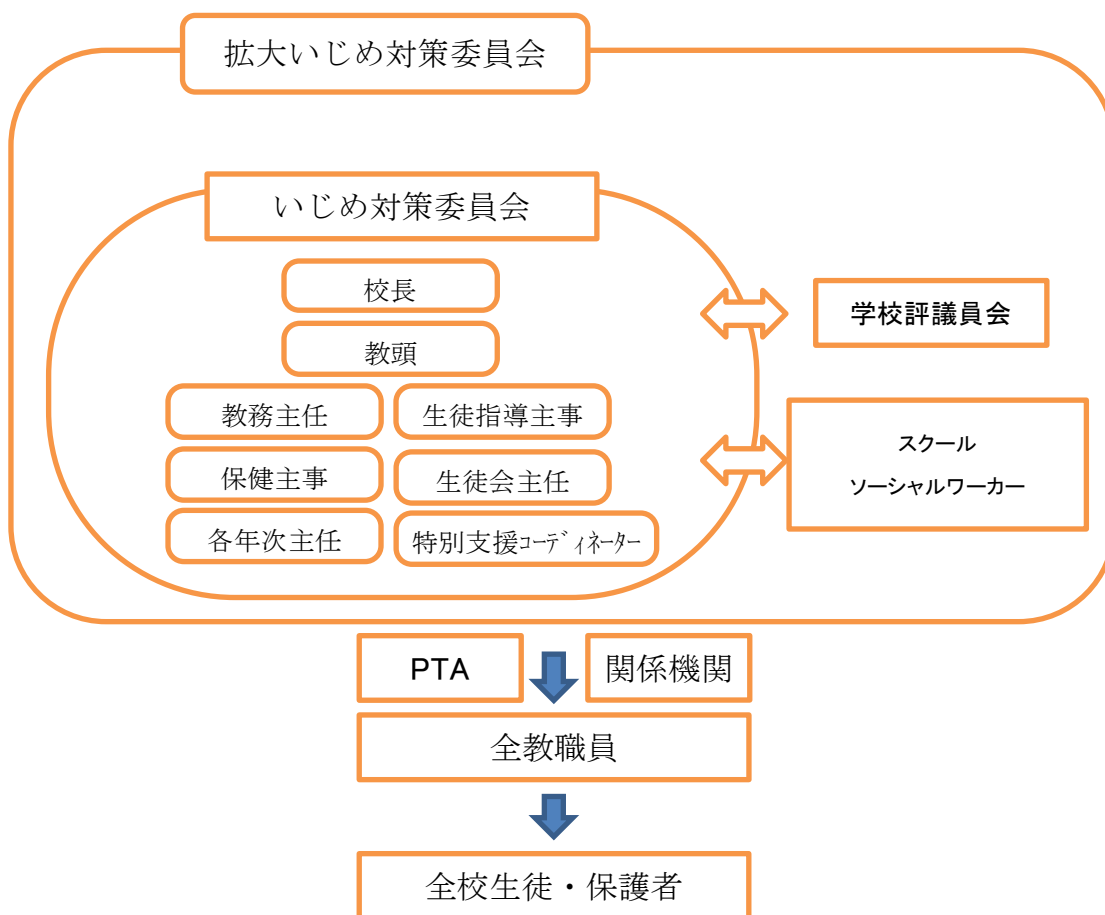 拡大いじめ対策委員会
いじめ対策委員会
校長
教頭
教務主任
生徒指導主事
保健主事
生徒会主任
各年次主任
特別支援ｺｰﾃﾞｨﾈｰﾀｰ
学校評議員会
スクール
ソーシャルワーカー
PTA
関係機関
全教職員
全校生徒・保護者